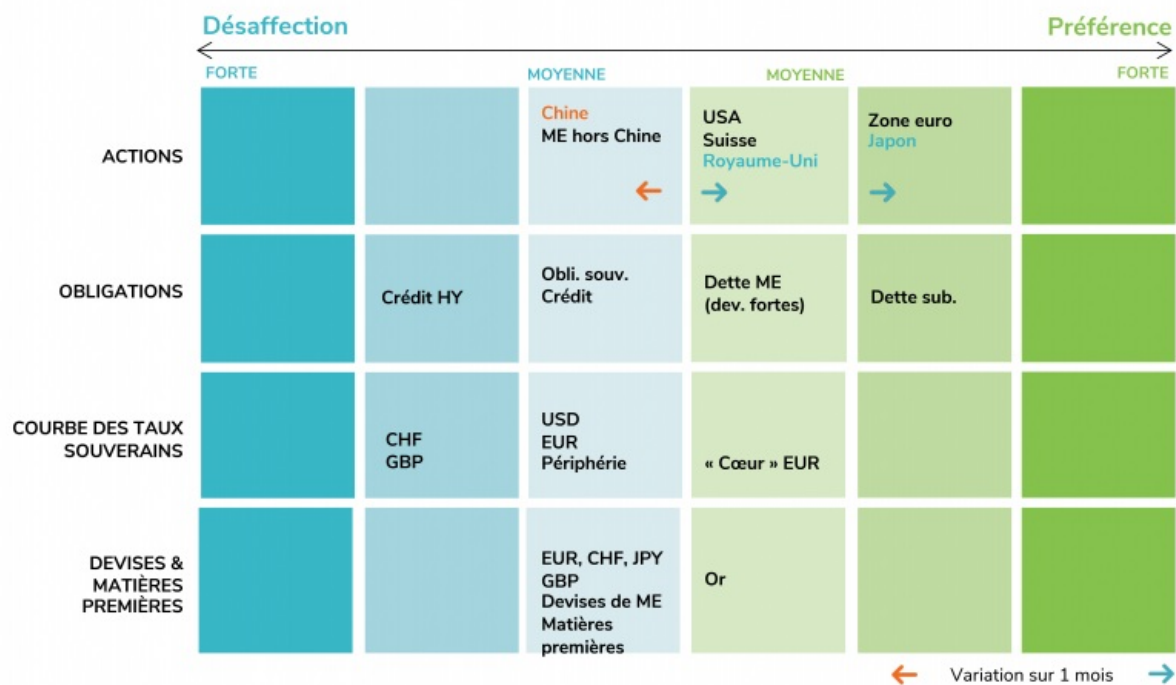 Désaffection
Préférence
FORTE
MOYENNE
MOYENNE
FORTE
ACTIONS
Chine
ME hors Chine
USA
Suisse
Royaume-Uni
Zone euro
Japon
OBLIGATIONS
Crédit HY
Obli. souv.
Crédit
Dette ME
(dev. fortes)
Dette sub.
COURBE DES TAUX
SOUVERAINS
CHF
GBP
USD
EUR
Périphérie
« Cœur » EUR
DEVISES &
MATIÈRES
PREMIÈRES
EUR, CHF, JPY
GBP
Devises de ME
Matières
premières
Or
Variation sur 1 mois